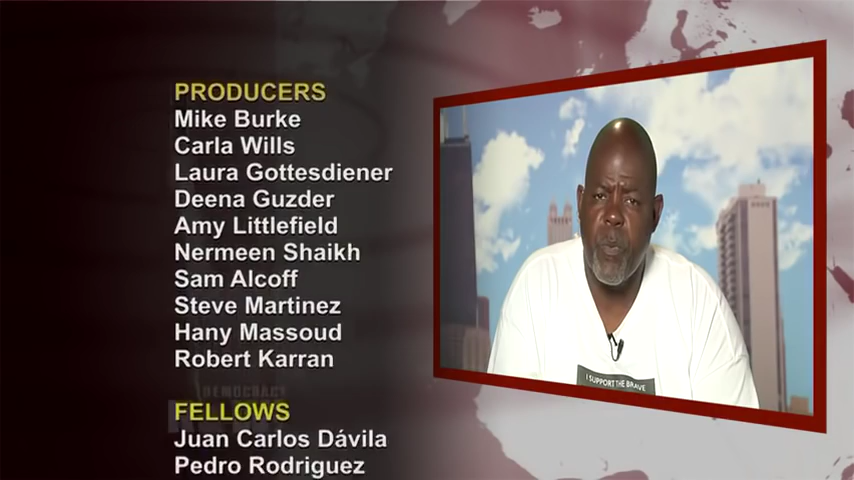 PRODUCERS
Mike Burke
Carla Wills
Laura Gottesdiener
Deena Guzder
Amy Littlefield
Nermeen Shaikh
Sam Alcoff
Steve Martinez
Hany Massoud
Robert Karran
DEMOCRACY
FELLOWS
Juan Carlos Dávila
Pedro Rodriguez
I SUPPORT THE BRAVE